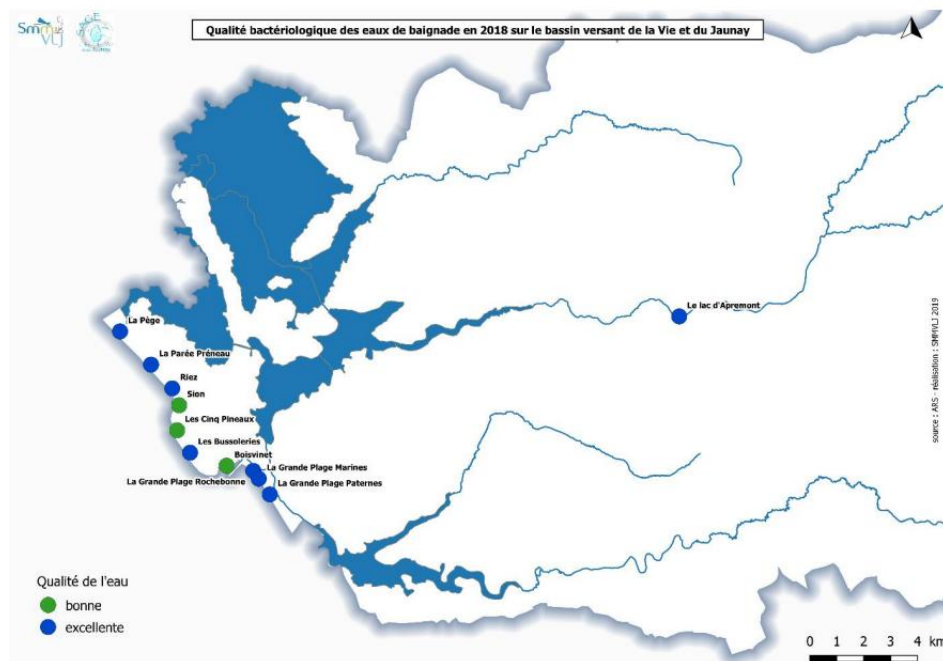 Smm
VLJ
Qualité bactériologique des eaux de baignade en 2018 sur le bassin versant de la Vie et du Jaunay
Le lac d'Apremont
La Pège
La Parée Préneau
Riez
Sion
Les Cinq Pineaux
Les Bussoleries
Boisvinet
La Grande Plage Marines
La Grande Plage Rochebonne
La Grande Plage Paternes
source : ARS - réalisation : SMMVLJ 2019
Qualité de l'eau
bonne
excellente
0 1 2 3 4 km